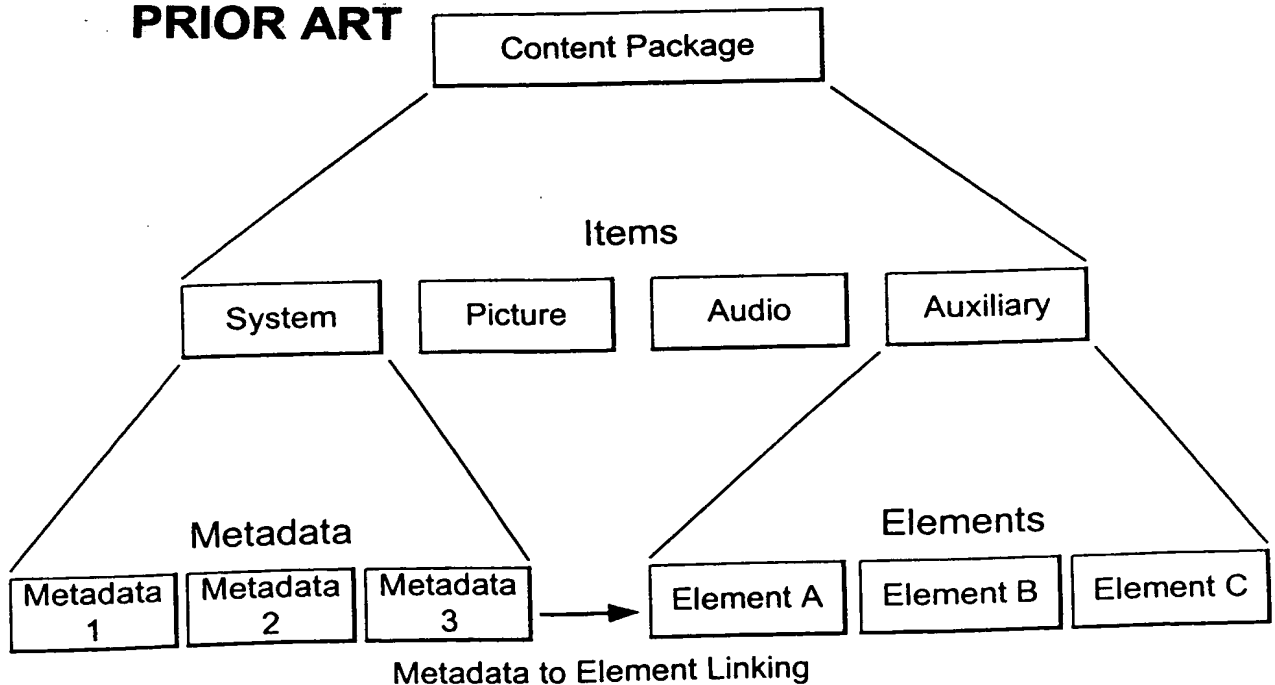 PRIOR ART
Content Package
Items
System
Picture
Audio
Auxiliary
Metadata
Elements
Metadata
1
Metadata
2
Metadata
3
Element A
Element B
Element C
Metadata to Element Linking